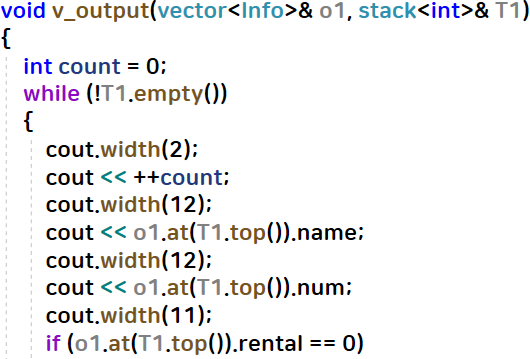 void v_output(vector<Info>& o1, stack<int>& T1)
{
int count = 0;
while (!T1.empty())
{
cout.width(2);
cout << ++count;
cout.width(12);
cout << o1.at(T1.top()).name;
cout.width(12);
cout << o1.at(T1.top()).num;
cout.width(11);
if (o1.at(T1.top()).rental == 0)